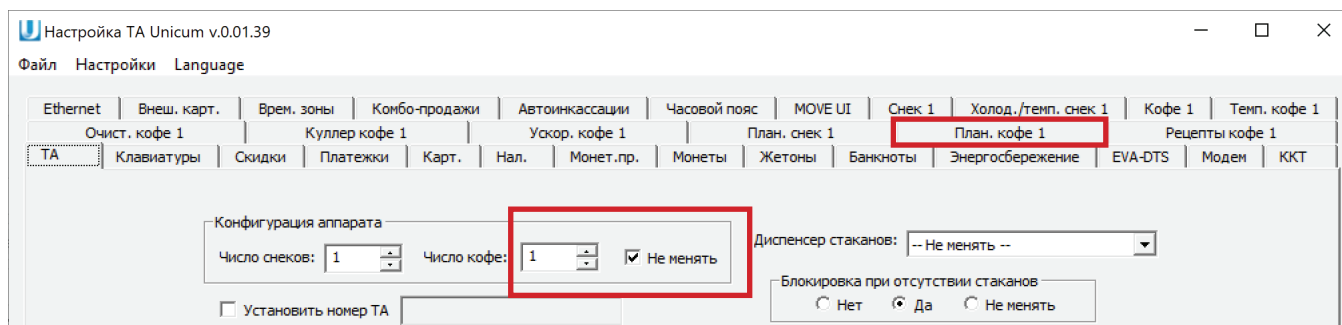 Настройка ТА Unicum v.0.01.39
Файл Настройки Language
Ethernet Внеш. карт. Врем. зоны Комбо-продажи Автоинкассации Часовой пояс MOVE UI Снек 1 Холод./темп. снек 1 Кофе 1 Темп. кофе 1
Очист. кофе 1 Куллер кофе 1 Ускор. кофе 1 План. снек 1 План. кофе 1 Рецепты кофе 1
ТА Клавиатуры Скидки Платежки Карт. Нал. Монет.пр. Монеты Жетоны Банкноты Энергосбережение EVA-DTS Модем ККТ
Конфигурация аппарата
Число снеков: 1 Число кофе: 1 Не менять
Диспенсер стаканов: -- Не менять --
Блокировка при отсутствии стаканов
Нет Да Не менять
Установить номер ТА